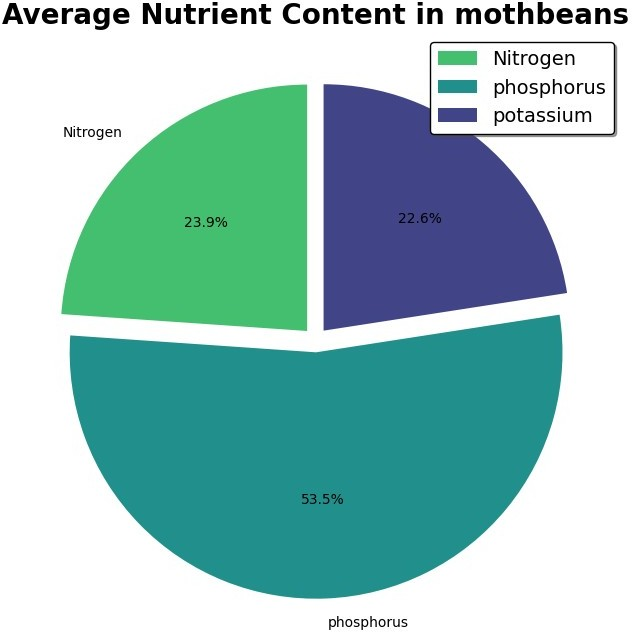 Average Nutrient Content in mothbeans
Nitrogen
phosphorus
potassium
Nitrogen
23.9%
22.6%
53.5%
phosphorus